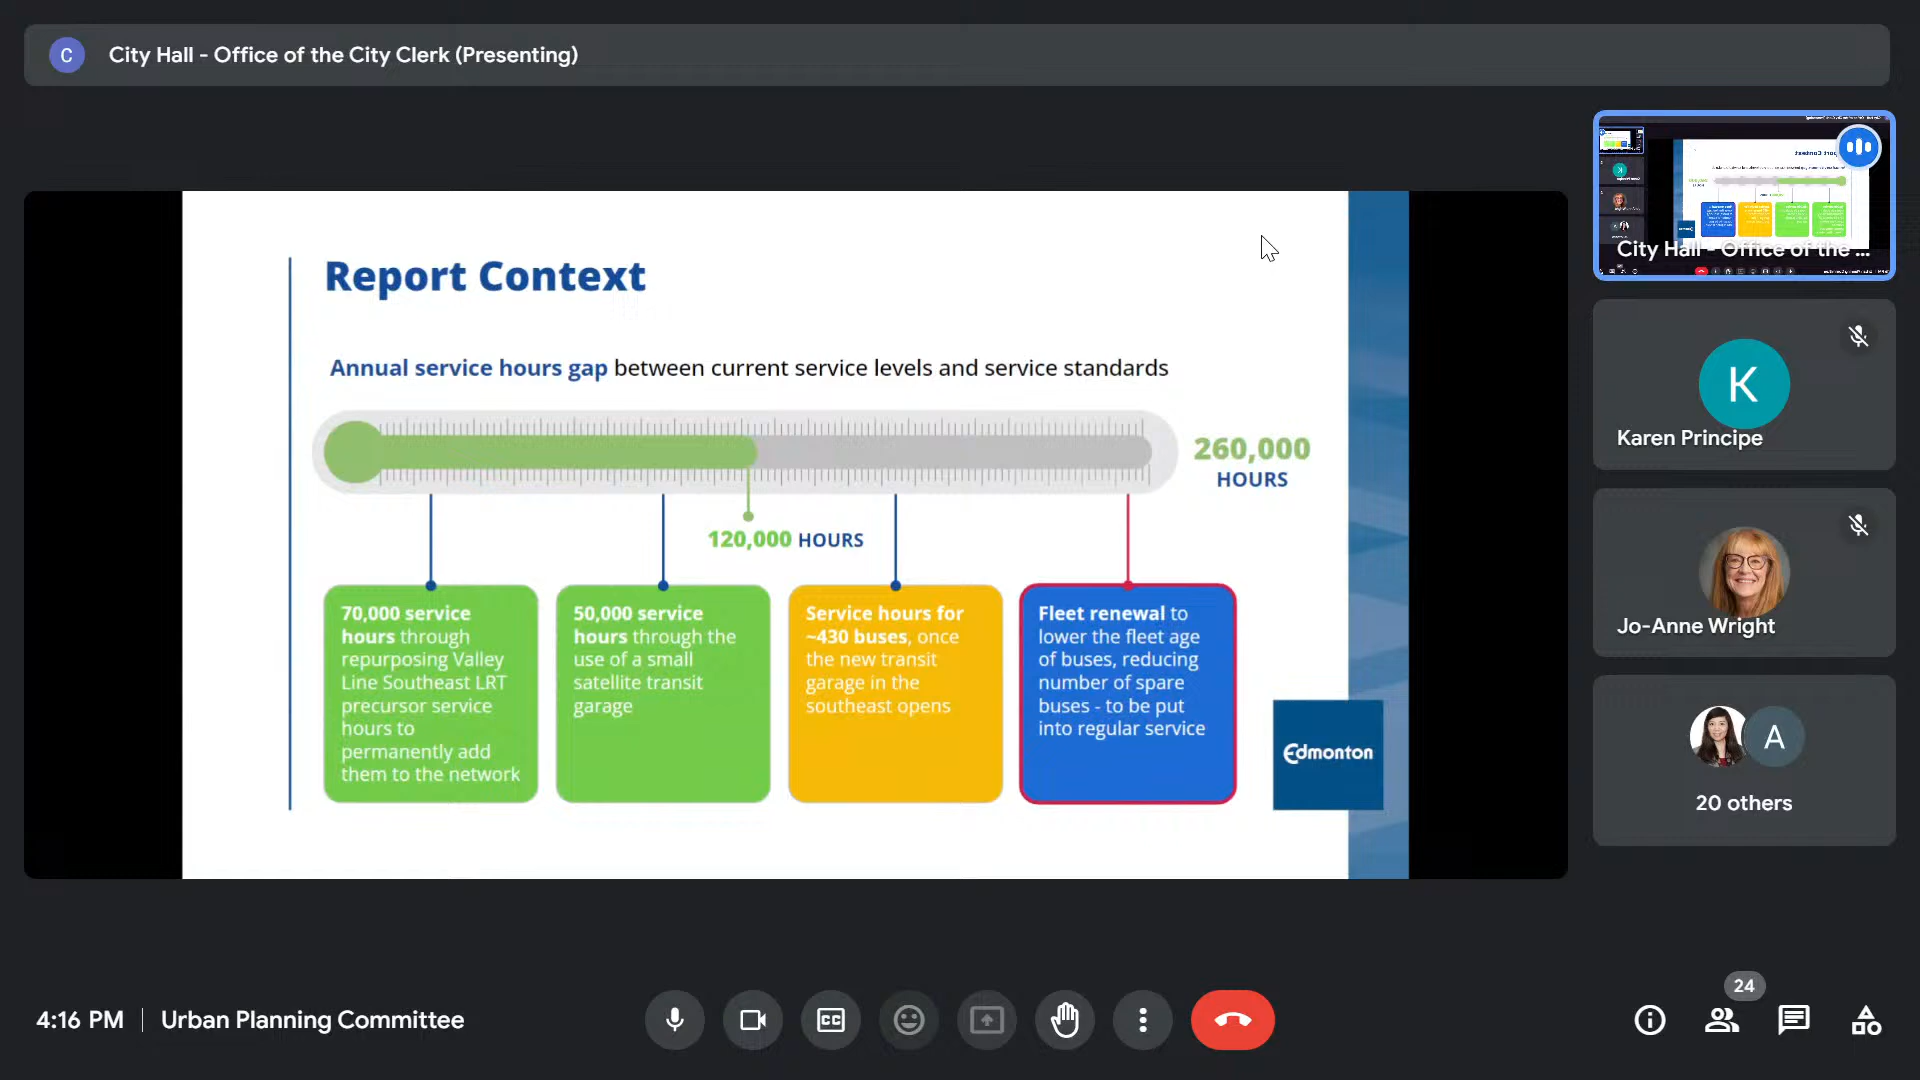 C
City Hall - Office of the City Clerk (Presenting)
Report Context
Annual service hours gap between current service levels and service standards
260,000
HOURS
120,000 HOURS
70,000 service
hours through
repurposing Valley
Line Southeast LRT
precursor service
hours to
permanently add
them to the network
50,000 service
hours through the
use of a small
satellite transit
garage
Service hours for
~430 buses, once
the new transit
garage in the
southeast opens
Fleet renewal to
lower the fleet age
of buses, reducing
number of spare
buses - to be put
into regular service
Edmonton
City Hall - Office of the ...
K
Karen Principe
Jo-Anne Wright
A
20 others
4:16 PM
Urban Planning Committee
CC
24